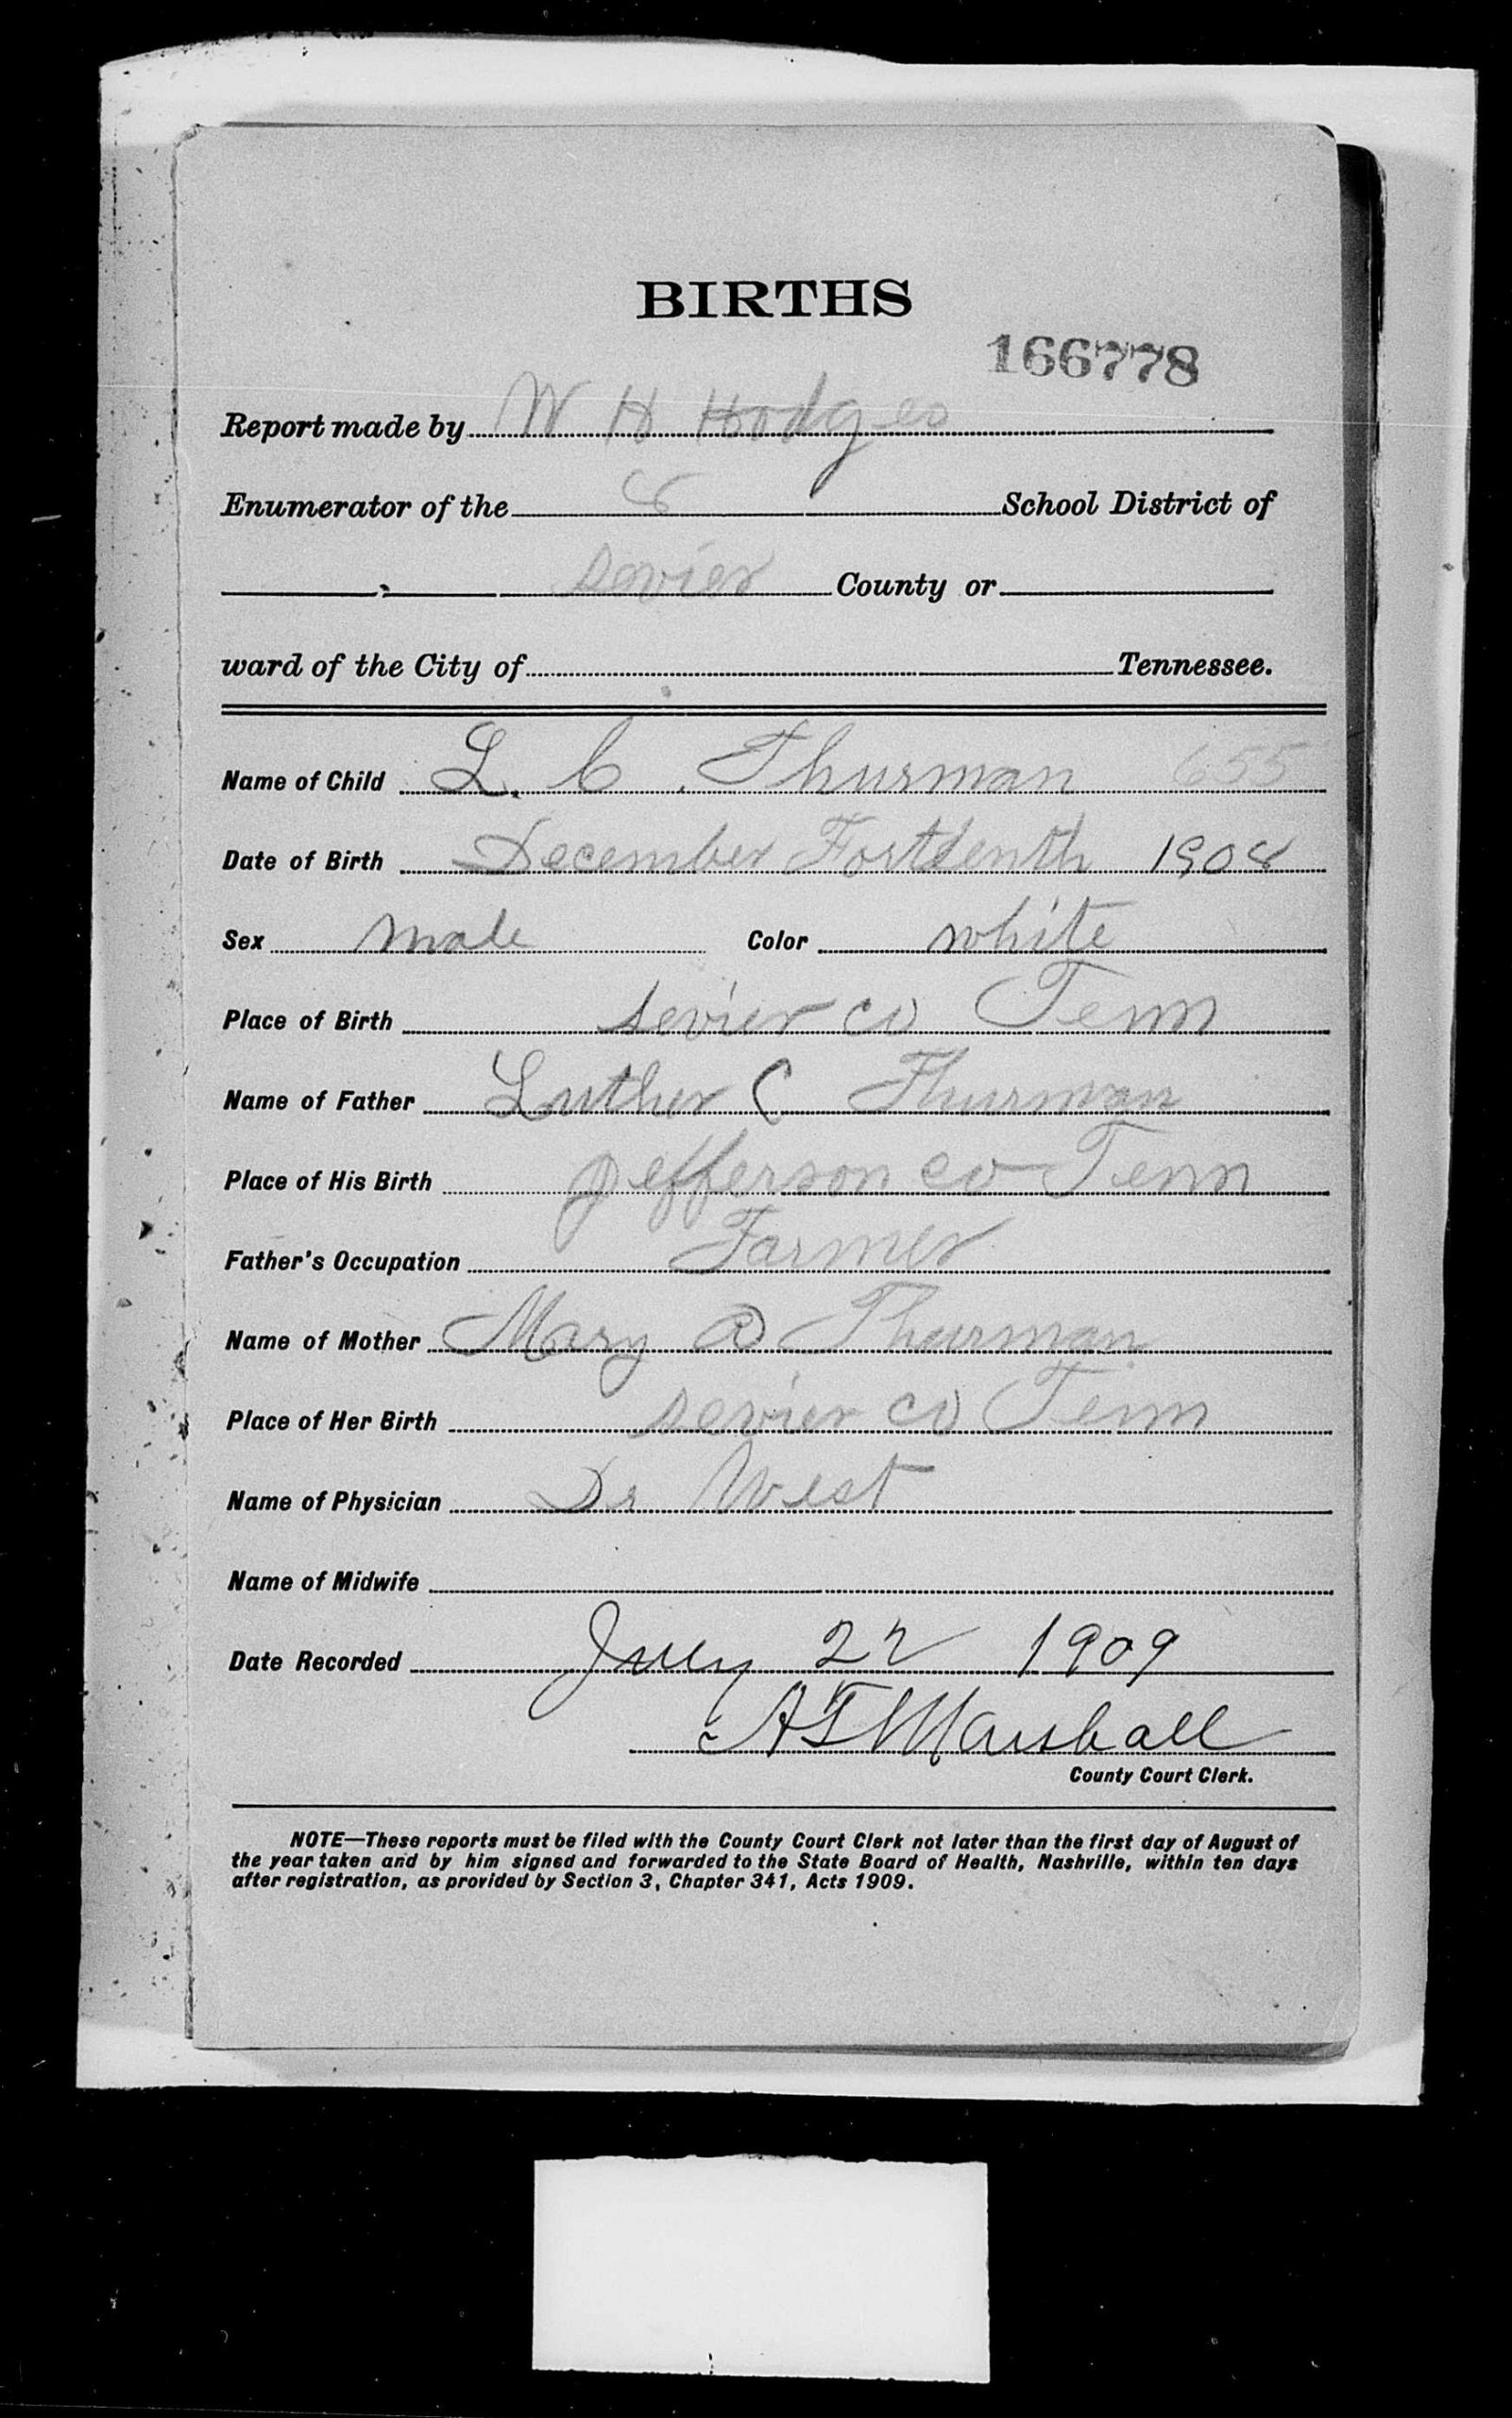 BIRTHS
166778
Report made by W H Hodges
Enumerator of the 8 School District of
Sevier County or
ward of the City of Tennessee.
Name of Child L. C. Thurman 655
Date of Birth December Forttenth 1908
Sex male Color white
Place of Birth Sevier co Tenn
Name of Father Luther C Thurman
Place of His Birth Jefferson co Tenn
Father's Occupation Farmer
Name of Mother Mary D Thurman
Place of Her Birth Sevier co Tenn
Name of Physician Dr West
Name of Midwife
Date Recorded July 22 1909
A T Marshall
County Court Clerk.
NOTE—These reports must be filed with the County Court Clerk not later than the first day of August of
the year taken and by him signed and forwarded to the State Board of Health, Nashville, within ten days
after registration, as provided by Section 3, Chapter 341, Acts 1909.